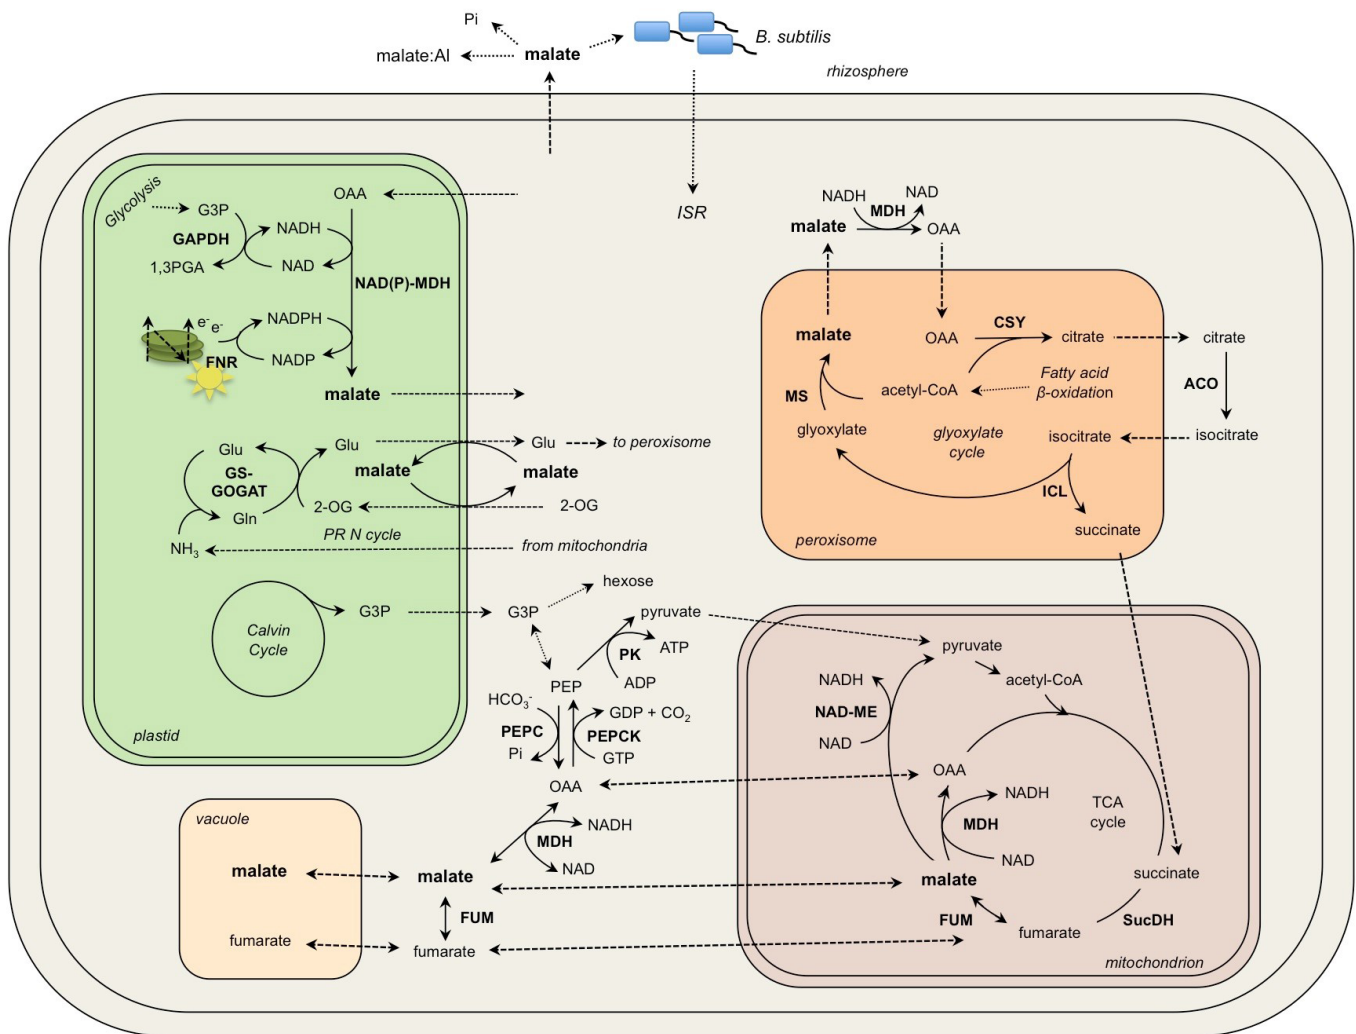 Pi
malate:Al
malate
B. subtilis
rhizosphere
ISR
Glycolysis
G3P
GAPDH
1,3PGA
NADH
NAD
OAA
NAD(P)-MDH
e-
e-
FNR
NADPH
NADP
malate
Glu
GS-
GOGAT
Gln
NH3
Glu
2-OG
malate
PR N cycle
Glu
to peroxisome
malate
2-OG
from mitochondria
Calvin
Cycle
G3P
plastid
G3P
hexose
pyruvate
PK
ATP
ADP
PEP
HCO3-
PEPC
Pi
GDP + CO2
PEPCK
GTP
OAA
NADH
MDH
NAD
malate
FUM
fumarate
vacuole
malate
fumarate
NADH
NAD
MDH
malate
OAA
malate
OAA
CSY
citrate
citrate
ACO
isocitrate
MS
acetyl-CoA
Fatty acid
β-oxidation
glyoxylate
glyoxylate
cycle
isocitrate
ICL
succinate
peroxisome
pyruvate
acetyl-CoA
NADH
NAD-ME
NAD
OAA
NADH
MDH
NAD
TCA
cycle
malate
succinate
FUM
fumarate
SucDH
mitochondrion